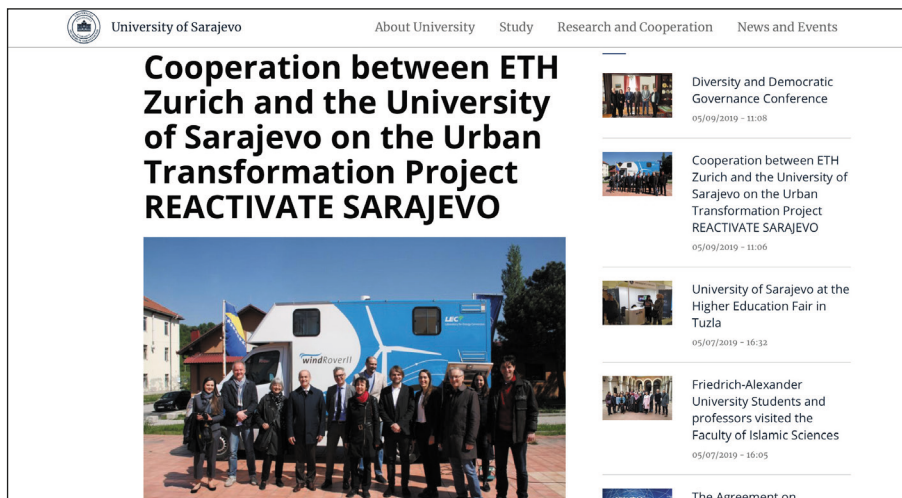 University of Sarajevo
About University
Study
Research and Cooperation
News and Events
Cooperation between ETH
Zurich and the University
of Sarajevo on the Urban
Transformation Project
REACTIVATE SARAJEVO
windRoverII
LEC
Diversity and Democratic
Governance Conference
05/09/2019 - 11:08
Cooperation between ETH
Zurich and the University of
Sarajevo on the Urban
Transformation Project
REACTIVATE SARAJEVO
05/09/2019 - 11:06
University of Sarajevo at the
Higher Education Fair in
Tuzla
05/07/2019 - 16:32
Friedrich-Alexander
University Students and
professors visited the
Faculty of Islamic Sciences
05/07/2019 - 16:05
The Agreement on